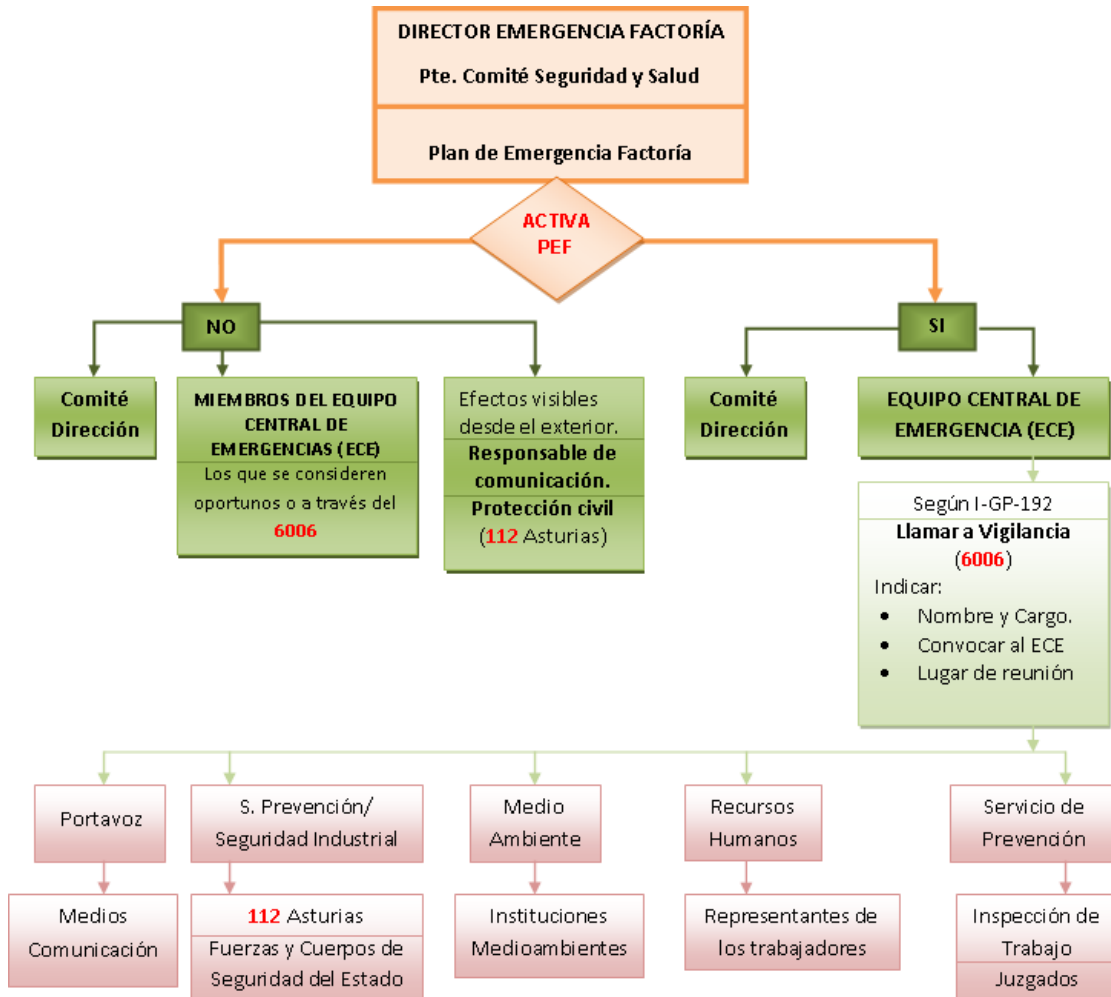 DIRECTOR EMERGENCIA FACTORÍA
Pte. Comité Seguridad y Salud
Plan de Emergencia Factoría
ACTIVA
PEF
NO
SI
Comité
Dirección
MIEMBROS DEL EQUIPO
CENTRAL DE
EMERGENCIAS (ECE)
Los que se consideren
oportunos o a través del
6006
Efectos visibles
desde el exterior.
Responsable de
comunicación.
Protección civil
(112 Asturias)
Comité
Dirección
EQUIPO CENTRAL DE
EMERGENCIA (ECE)
Según I-GP-192
Llamar a Vigilancia
(6006)
Indicar:
• Nombre y Cargo.
• Convocar al ECE
• Lugar de reunión
Portavoz
S. Prevención/
Seguridad Industrial
Medio
Ambiente
Recursos
Humanos
Servicio de
Prevención
Medios
Comunicación
112 Asturias
Fuerzas y Cuerpos de
Seguridad del Estado
Instituciones
Medioambientes
Representantes de
los trabajadores
Inspección de
Trabajo
Juzgados